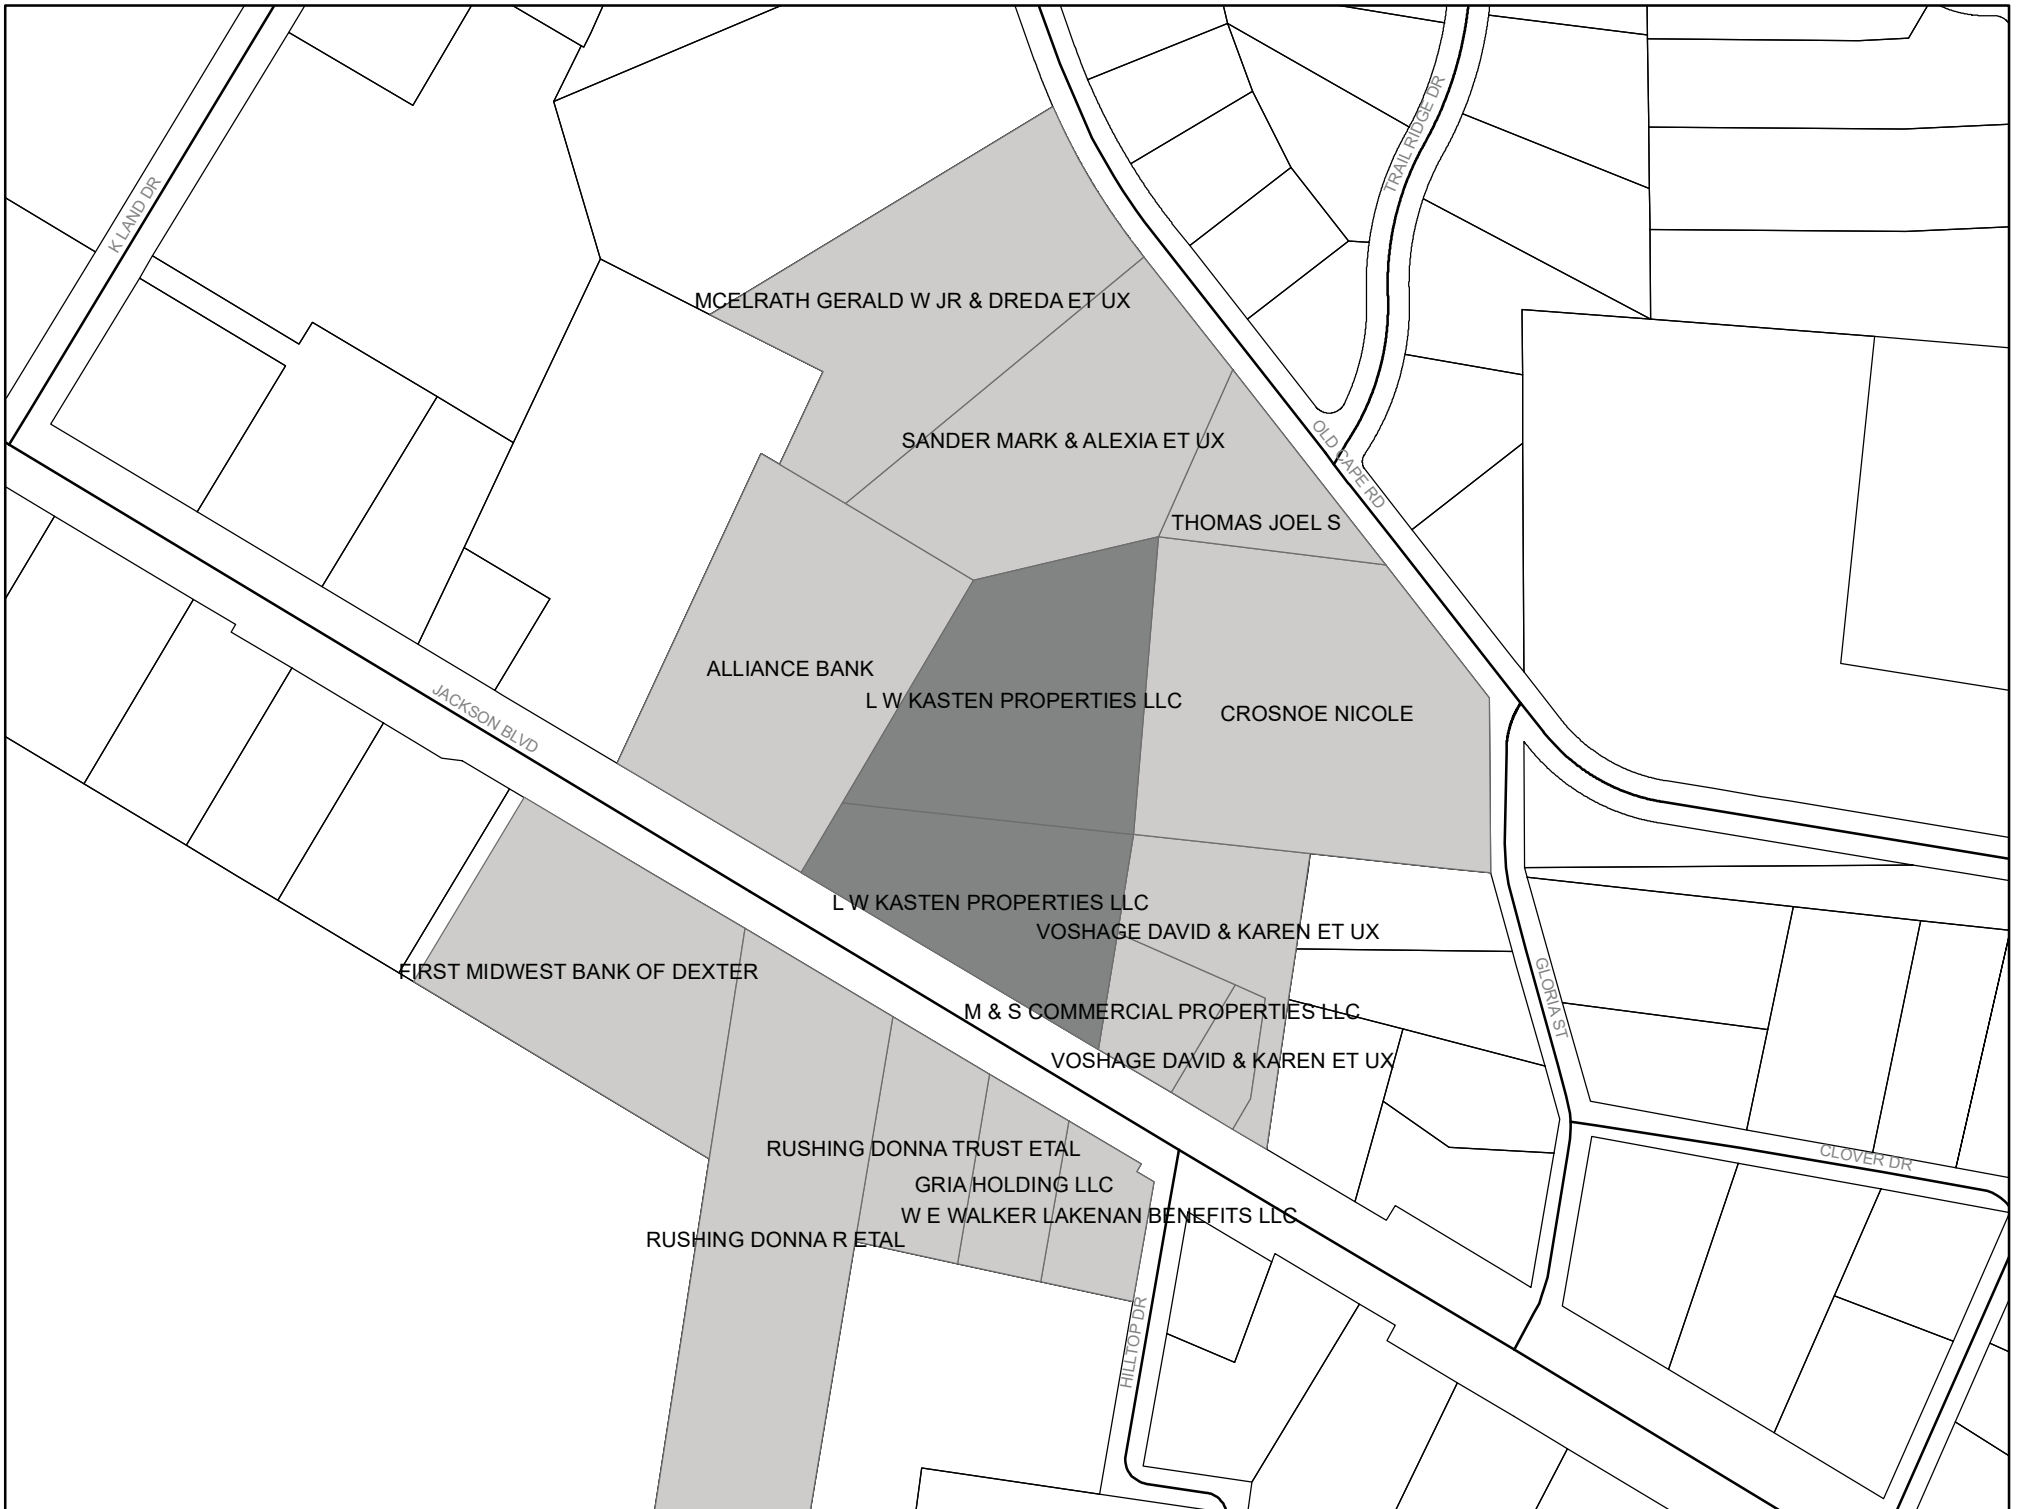 TRAIL RIDGE DR
K LAND DR
MCELRATH GERALD W JR & DREDA ET UX
SANDER MARK & ALEXIA ET UX
OLD CAPE RD
THOMAS JOEL S
ALLIANCE BANK
L W KASTEN PROPERTIES LLC
CROSNOE NICOLE
JACKSON BLVD
L W KASTEN PROPERTIES LLC
VOSHAGE DAVID & KAREN ET UX
FIRST MIDWEST BANK OF DEXTER
GLORIA ST
M & S COMMERCIAL PROPERTIES LLC
VOSHAGE DAVID & KAREN ET UX
RUSHING DONNA TRUST ETAL
CLOVER DR
GRIA HOLDING LLC
W E WALKER LAKENAN BENEFITS LLC
RUSHING DONNA R ETAL
HILLTOP DR